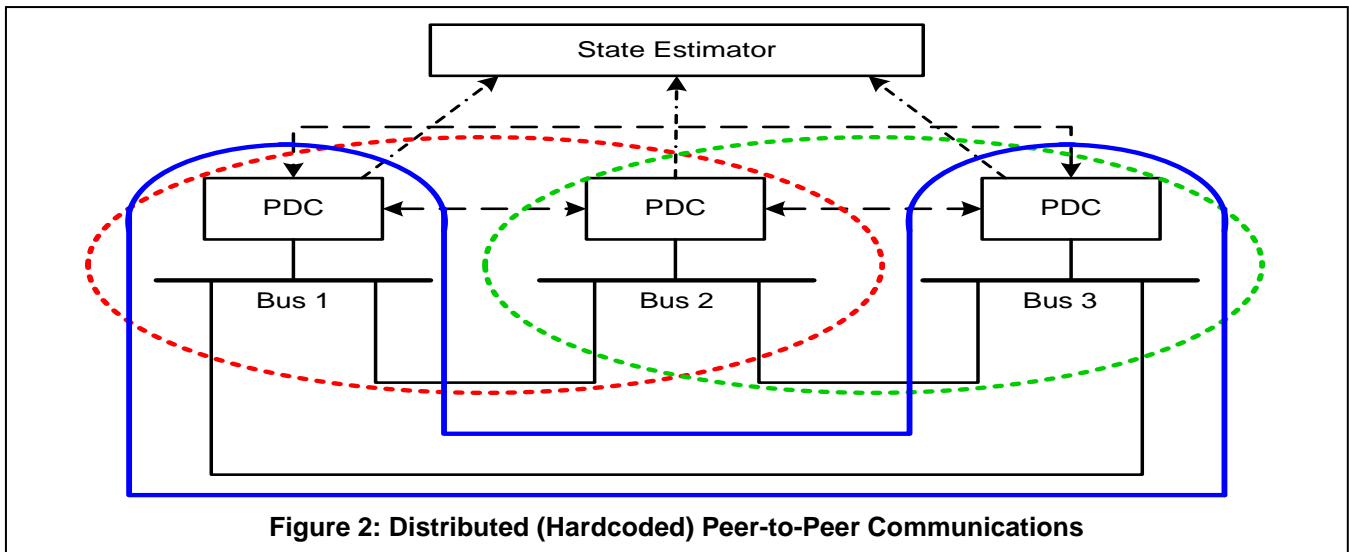 State Estimator
PDC
PDC
PDC
Bus 1
Bus 2
Bus 3
Figure 2: Distributed (Hardcoded) Peer-to-Peer Communications